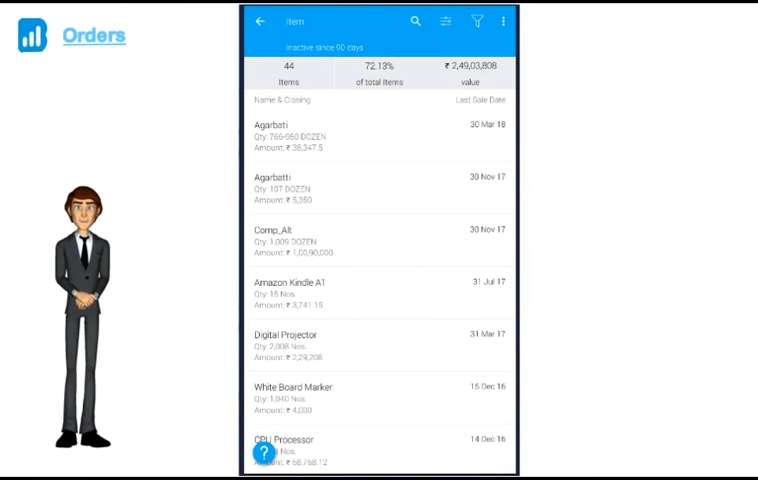 Orders
Item
Inactive since 90 days
44 72.13% ₹ 2,49,03,808
Items of total Items value
Name & Closing Last Sale Date
Agarbati 30 Mar 18
Qty: 766-950 DOZEN
Amount: ₹ 38,347.5
Agarbatti 30 Nov 17
Qty: 107 DOZEN
Amount: ₹ 5,350
Comp_Alt 30 Nov 17
Qty: 1,009 DOZEN
Amount: ₹ 1,00,90,000
Amazon Kindle A1 31 Jul 17
Qty: 15 Nos.
Amount: ₹ 3,741.15
Digital Projector 31 Mar 17
Qty: 2,008 Nos.
Amount: ₹ 2,29,208
White Board Marker 15 Dec 16
Qty: 1,040 Nos.
Amount: ₹ 4,000
CPU Processor 14 Dec 16
Nos.
? ₹ 68,768.12